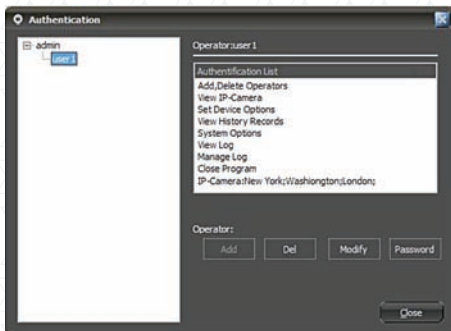 Authentication
admin
user1
Operator:user1
Authentification List
Add,Delete Operators
View IP-Camera
Set Device Options
View History Records
System Options
View Log
Manage Log
Close Program
IP-Camera:New York;Washiongton;London;
Operator:
Add Del Modify Password
Close